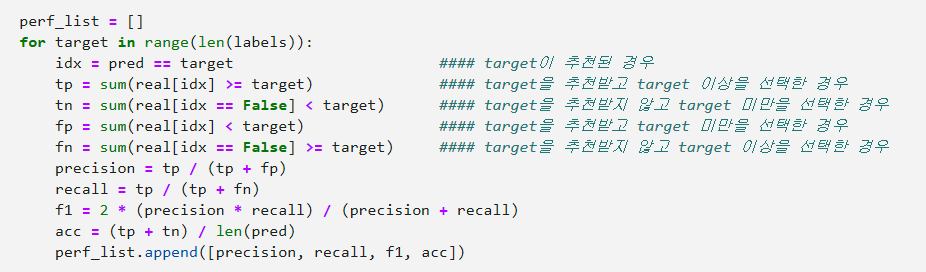 perf_list = []
for target in range(len(labels)):
    idx = pred == target                       #### target이 추천된 경우
    tp = sum(real[idx] >= target)              #### target을 추천받고 target 이상을 선택한 경우
    tn = sum(real[idx == False] < target)      #### target을 추천받지 않고 target 미만을 선택한 경우
    fp = sum(real[idx] < target)               #### target을 추천받고 target 미만을 선택한 경우
    fn = sum(real[idx == False] >= target)     #### target을 추천받지 않고 target 이상을 선택한 경우
    precision = tp / (tp + fp)
    recall = tp / (tp + fn)
    f1 = 2 * (precision * recall) / (precision + recall)
    acc = (tp + tn) / len(pred)
    perf_list.append([precision, recall, f1, acc])